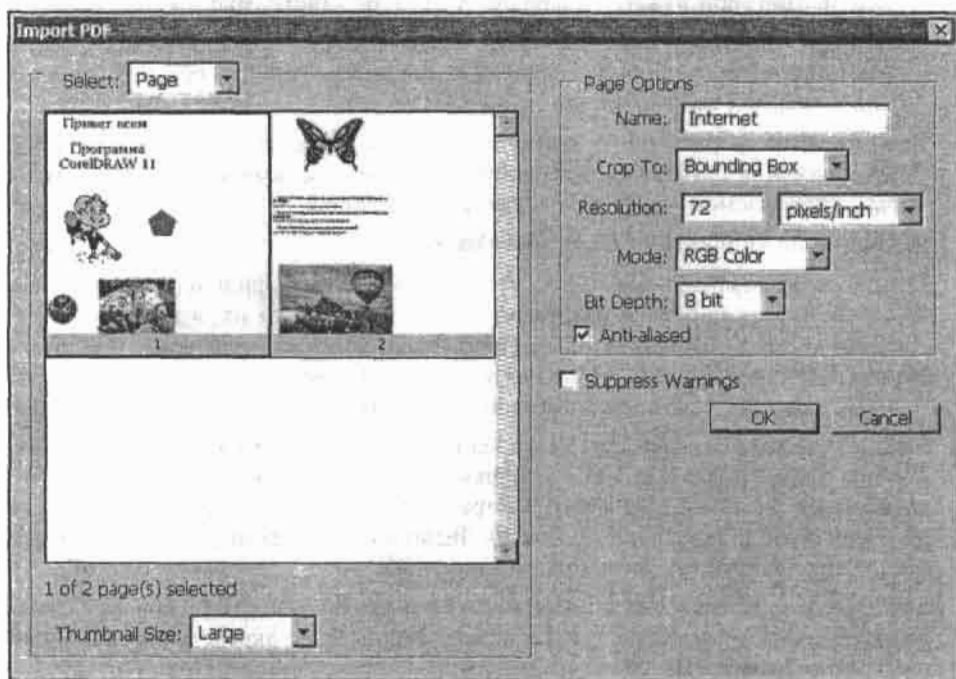 Import PDF
Select: Page
Привет всем
Программа
CorelDRAW 11
1
2
1 of 2 page(s) selected
Thumbnail Size: Large
Page Options
Name: Internet
Crop To: Bounding Box
Resolution: 72 pixels/inch
Mode: RGB Color
Bit Depth: 8 bit
Anti-aliased
Suppress Warnings
OK Cancel